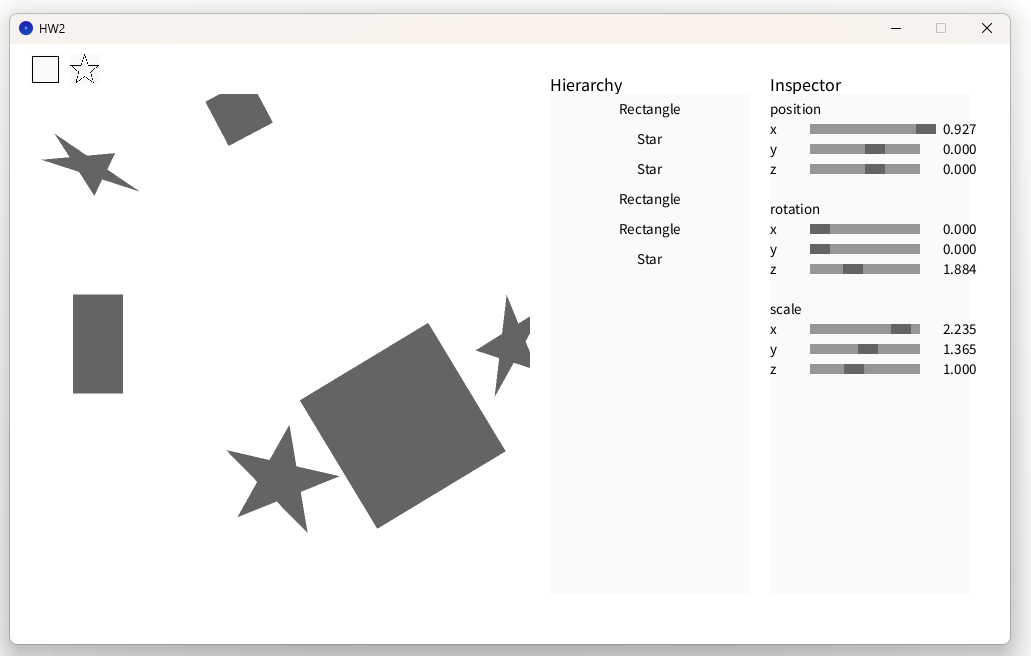 HW2
Hierarchy
Rectangle
Star
Star
Rectangle
Rectangle
Star
Inspector
position
x 0.927
y 0.000
z 0.000
rotation
x 0.000
y 0.000
z 1.884
scale
x 2.235
y 1.365
z 1.000